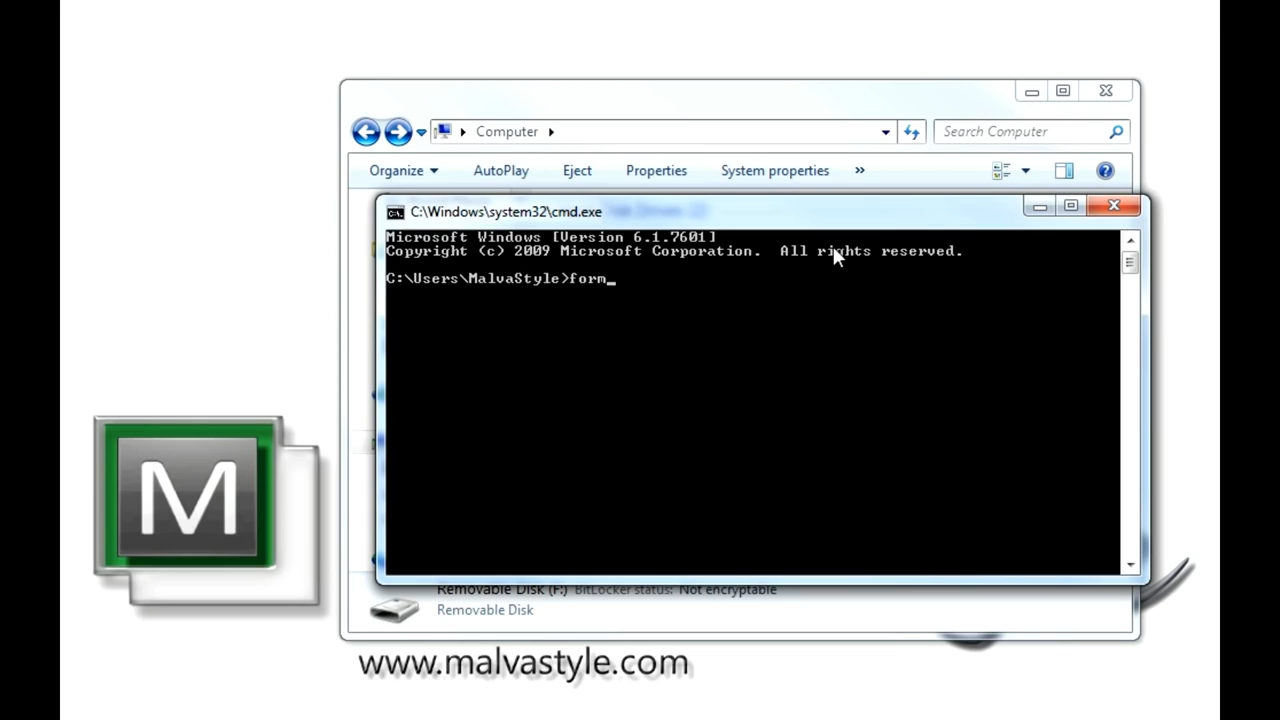 Computer
Search Computer
Organize AutoPlay Eject Properties System properties »
C:\Windows\system32\cmd.exe
Microsoft Windows [Version 6.1.7601]
Copyright (c) 2009 Microsoft Corporation. All rights reserved.
C:\Users\MalvaStyle>form_
Removable Disk (F:) BitLocker status: Not encryptable
Removable Disk
M
www.malvastyle.com